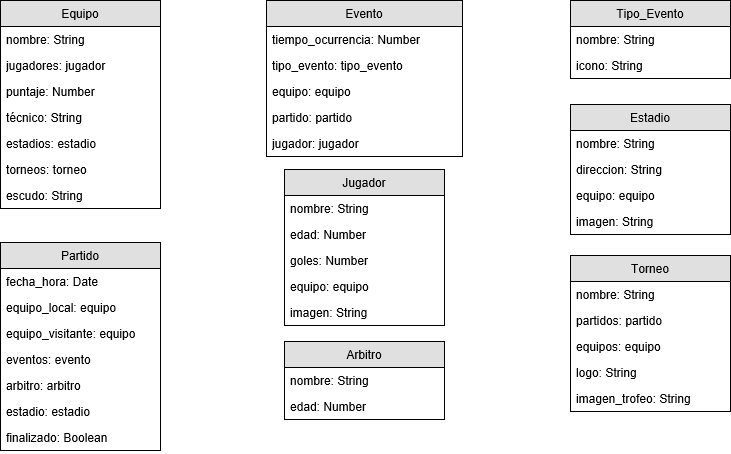 Equipo
nombre: String
jugadores: jugador
puntaje: Number
técnico: String
estadios: estadio
torneos: torneo
escudo: String
Partido
fecha_hora: Date
equipo_local: equipo
equipo_visitante: equipo
eventos: evento
arbitro: arbitro
estadio: estadio
finalizado: Boolean
Evento
tiempo_ocurrencia: Number
tipo_evento: tipo_evento
equipo: equipo
partido: partido
jugador: jugador
Jugador
nombre: String
edad: Number
goles: Number
equipo: equipo
imagen: String
Arbitro
nombre: String
edad: Number
Tipo_Evento
nombre: String
icono: String
Estadio
nombre: String
direccion: String
equipo: equipo
imagen: String
Torneo
nombre: String
partidos: partido
equipos: equipo
logo: String
imagen_trofeo: String